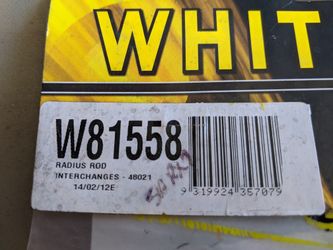 WHIT
W81558
RADIUS ROD
INTERCHANGES - 48021
14/02/12E
9 319924 357079